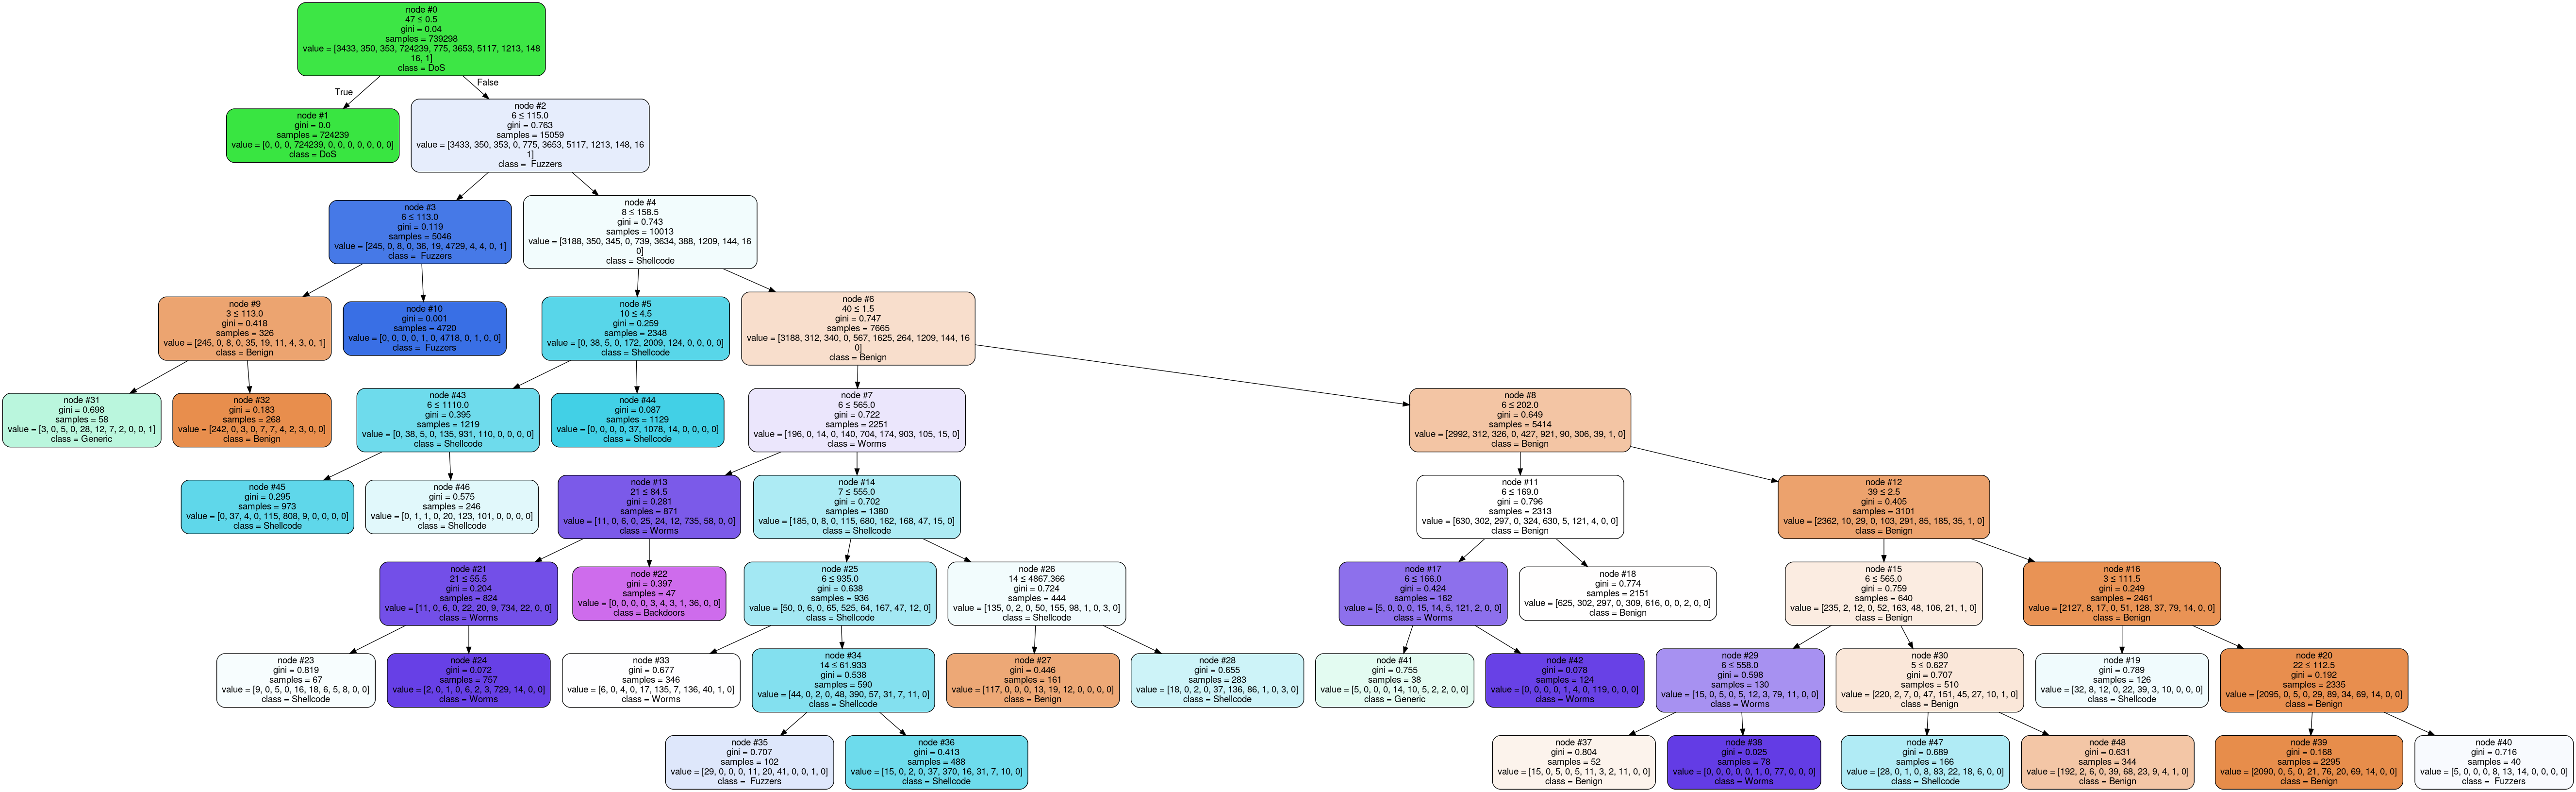 node #0
47 ≤ 0.5
gini = 0.04
samples = 739298
value = [3433, 350, 353, 724239, 775, 3653, 5117, 1213, 148
16, 1]
class = DoS
True
False
node #1
gini = 0.0
samples = 724239
value = [0, 0, 0, 724239, 0, 0, 0, 0, 0, 0, 0]
class = DoS
node #2
6 ≤ 115.0
gini = 0.763
samples = 15059
value = [3433, 350, 353, 0, 775, 3653, 5117, 1213, 148, 16
1]
class =  Fuzzers
node #3
6 ≤ 113.0
gini = 0.119
samples = 5046
value = [245, 0, 8, 0, 36, 19, 4729, 4, 4, 0, 1]
class =  Fuzzers
node #4
8 ≤ 158.5
gini = 0.743
samples = 10013
value = [3188, 350, 345, 0, 739, 3634, 388, 1209, 144, 16
0]
class = Shellcode
node #9
3 ≤ 113.0
gini = 0.418
samples = 326
value = [245, 0, 8, 0, 35, 19, 11, 4, 3, 0, 1]
class = Benign
node #10
gini = 0.001
samples = 4720
value = [0, 0, 0, 0, 1, 0, 4718, 0, 1, 0, 0]
class =  Fuzzers
node #5
10 ≤ 4.5
gini = 0.259
samples = 2348
value = [0, 38, 5, 0, 172, 2009, 124, 0, 0, 0, 0]
class = Shellcode
node #6
40 ≤ 1.5
gini = 0.747
samples = 7665
value = [3188, 312, 340, 0, 567, 1625, 264, 1209, 144, 16
0]
class = Benign
node #31
gini = 0.698
samples = 58
value = [3, 0, 5, 0, 28, 12, 7, 2, 0, 0, 1]
class = Generic
node #32
gini = 0.183
samples = 268
value = [242, 0, 3, 0, 7, 7, 4, 2, 3, 0, 0]
class = Benign
node #43
6 ≤ 1110.0
gini = 0.395
samples = 1219
value = [0, 38, 5, 0, 135, 931, 110, 0, 0, 0, 0]
class = Shellcode
node #44
gini = 0.087
samples = 1129
value = [0, 0, 0, 0, 37, 1078, 14, 0, 0, 0, 0]
class = Shellcode
node #7
6 ≤ 565.0
gini = 0.722
samples = 2251
value = [196, 0, 14, 0, 140, 704, 174, 903, 105, 15, 0]
class = Worms
node #8
6 ≤ 202.0
gini = 0.649
samples = 5414
value = [2992, 312, 326, 0, 427, 921, 90, 306, 39, 1, 0]
class = Benign
node #45
gini = 0.295
samples = 973
value = [0, 37, 4, 0, 115, 808, 9, 0, 0, 0, 0]
class = Shellcode
node #46
gini = 0.575
samples = 246
value = [0, 1, 1, 0, 20, 123, 101, 0, 0, 0, 0]
class = Shellcode
node #13
21 ≤ 84.5
gini = 0.281
samples = 871
value = [11, 0, 6, 0, 25, 24, 12, 735, 58, 0, 0]
class = Worms
node #14
7 ≤ 555.0
gini = 0.702
samples = 1380
value = [185, 0, 8, 0, 115, 680, 162, 168, 47, 15, 0]
class = Shellcode
node #11
6 ≤ 169.0
gini = 0.796
samples = 2313
value = [630, 302, 297, 0, 324, 630, 5, 121, 4, 0, 0]
class = Benign
node #12
39 ≤ 2.5
gini = 0.405
samples = 3101
value = [2362, 10, 29, 0, 103, 291, 85, 185, 35, 1, 0]
class = Benign
node #21
21 ≤ 55.5
gini = 0.204
samples = 824
value = [11, 0, 6, 0, 22, 20, 9, 734, 22, 0, 0]
class = Worms
node #22
gini = 0.397
samples = 47
value = [0, 0, 0, 0, 3, 4, 3, 1, 36, 0, 0]
class = Backdoors
node #25
6 ≤ 935.0
gini = 0.638
samples = 936
value = [50, 0, 6, 0, 65, 525, 64, 167, 47, 12, 0]
class = Shellcode
node #26
14 ≤ 4867.366
gini = 0.724
samples = 444
value = [135, 0, 2, 0, 50, 155, 98, 1, 0, 3, 0]
class = Shellcode
node #17
6 ≤ 166.0
gini = 0.424
samples = 162
value = [5, 0, 0, 0, 15, 14, 5, 121, 2, 0, 0]
class = Worms
node #18
gini = 0.774
samples = 2151
value = [625, 302, 297, 0, 309, 616, 0, 0, 2, 0, 0]
class = Benign
node #15
6 ≤ 565.0
gini = 0.759
samples = 640
value = [235, 2, 12, 0, 52, 163, 48, 106, 21, 1, 0]
class = Benign
node #16
3 ≤ 111.5
gini = 0.249
samples = 2461
value = [2127, 8, 17, 0, 51, 128, 37, 79, 14, 0, 0]
class = Benign
node #23
gini = 0.819
samples = 67
value = [9, 0, 5, 0, 16, 18, 6, 5, 8, 0, 0]
class = Shellcode
node #24
gini = 0.072
samples = 757
value = [2, 0, 1, 0, 6, 2, 3, 729, 14, 0, 0]
class = Worms
node #33
gini = 0.677
samples = 346
value = [6, 0, 4, 0, 17, 135, 7, 136, 40, 1, 0]
class = Worms
node #34
14 ≤ 61.933
gini = 0.538
samples = 590
value = [44, 0, 2, 0, 48, 390, 57, 31, 7, 11, 0]
class = Shellcode
node #27
gini = 0.446
samples = 161
value = [117, 0, 0, 0, 13, 19, 12, 0, 0, 0, 0]
class = Benign
node #28
gini = 0.655
samples = 283
value = [18, 0, 2, 0, 37, 136, 86, 1, 0, 3, 0]
class = Shellcode
node #41
gini = 0.755
samples = 38
value = [5, 0, 0, 0, 14, 10, 5, 2, 2, 0, 0]
class = Generic
node #42
gini = 0.078
samples = 124
value = [0, 0, 0, 0, 1, 4, 0, 119, 0, 0, 0]
class = Worms
node #29
6 ≤ 558.0
gini = 0.598
samples = 130
value = [15, 0, 5, 0, 5, 12, 3, 79, 11, 0, 0]
class = Worms
node #30
5 ≤ 0.627
gini = 0.707
samples = 510
value = [220, 2, 7, 0, 47, 151, 45, 27, 10, 1, 0]
class = Benign
node #19
gini = 0.789
samples = 126
value = [32, 8, 12, 0, 22, 39, 3, 10, 0, 0, 0]
class = Shellcode
node #20
22 ≤ 112.5
gini = 0.192
samples = 2335
value = [2095, 0, 5, 0, 29, 89, 34, 69, 14, 0, 0]
class = Benign
node #35
gini = 0.707
samples = 102
value = [29, 0, 0, 0, 11, 20, 41, 0, 0, 1, 0]
class =  Fuzzers
node #36
gini = 0.413
samples = 488
value = [15, 0, 2, 0, 37, 370, 16, 31, 7, 10, 0]
class = Shellcode
node #37
gini = 0.804
samples = 52
value = [15, 0, 5, 0, 5, 11, 3, 2, 11, 0, 0]
class = Benign
node #38
gini = 0.025
samples = 78
value = [0, 0, 0, 0, 0, 1, 0, 77, 0, 0, 0]
class = Worms
node #47
gini = 0.689
samples = 166
value = [28, 0, 1, 0, 8, 83, 22, 18, 6, 0, 0]
class = Shellcode
node #48
gini = 0.631
samples = 344
value = [192, 2, 6, 0, 39, 68, 23, 9, 4, 1, 0]
class = Benign
node #39
gini = 0.168
samples = 2295
value = [2090, 0, 5, 0, 21, 76, 20, 69, 14, 0, 0]
class = Benign
node #40
gini = 0.716
samples = 40
value = [5, 0, 0, 0, 8, 13, 14, 0, 0, 0, 0]
class =  Fuzzers